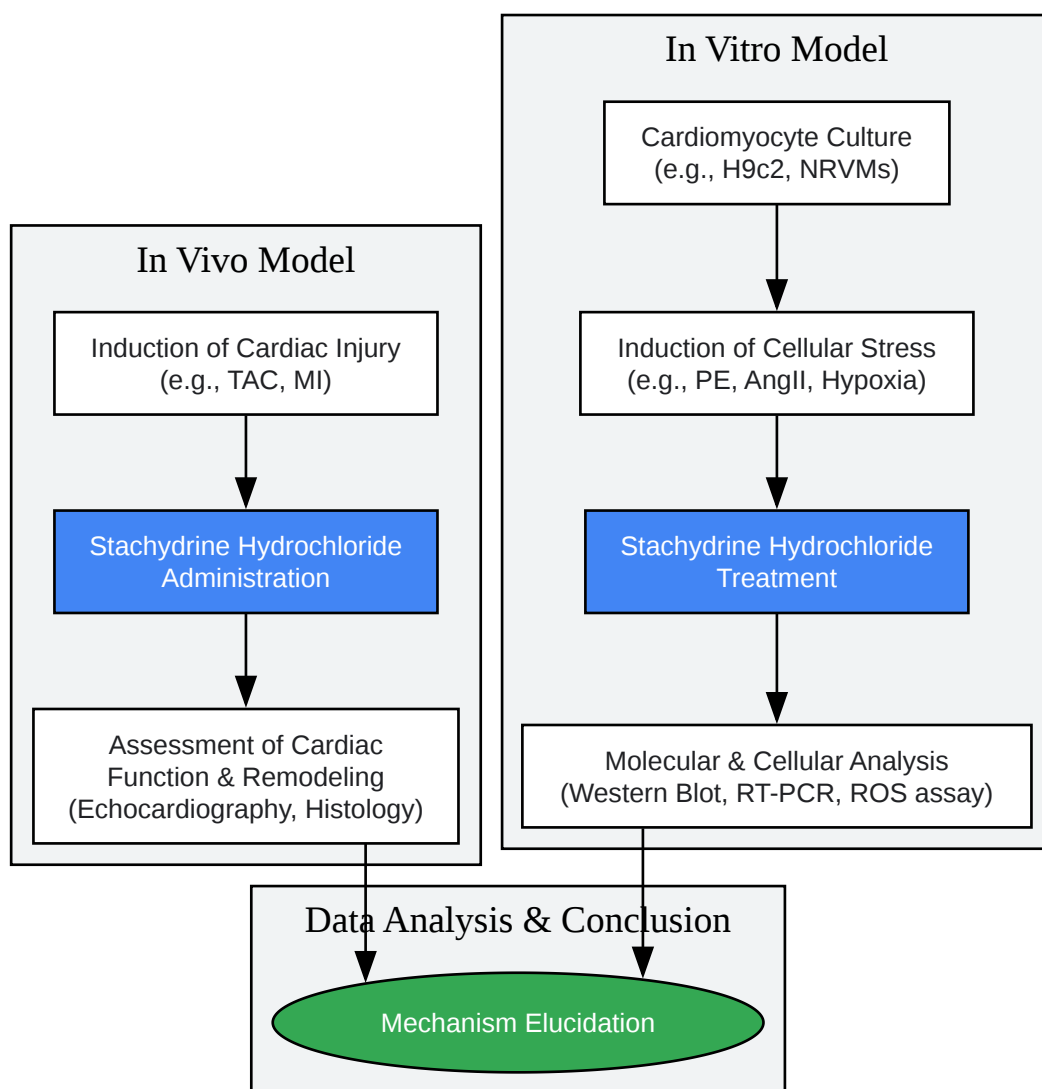 In Vivo Model
Induction of Cardiac Injury
(e.g., TAC, MI)
Stachydrine Hydrochloride
Administration
Assessment of Cardiac
Function & Remodeling
(Echocardiography, Histology)
In Vitro Model
Cardiomyocyte Culture
(e.g., H9c2, NRVMs)
Induction of Cellular Stress
(e.g., PE, AngII, Hypoxia)
Stachydrine Hydrochloride
Treatment
Molecular & Cellular Analysis
(Western Blot, RT-PCR, ROS assay)
Data Analysis & Conclusion
Mechanism Elucidation